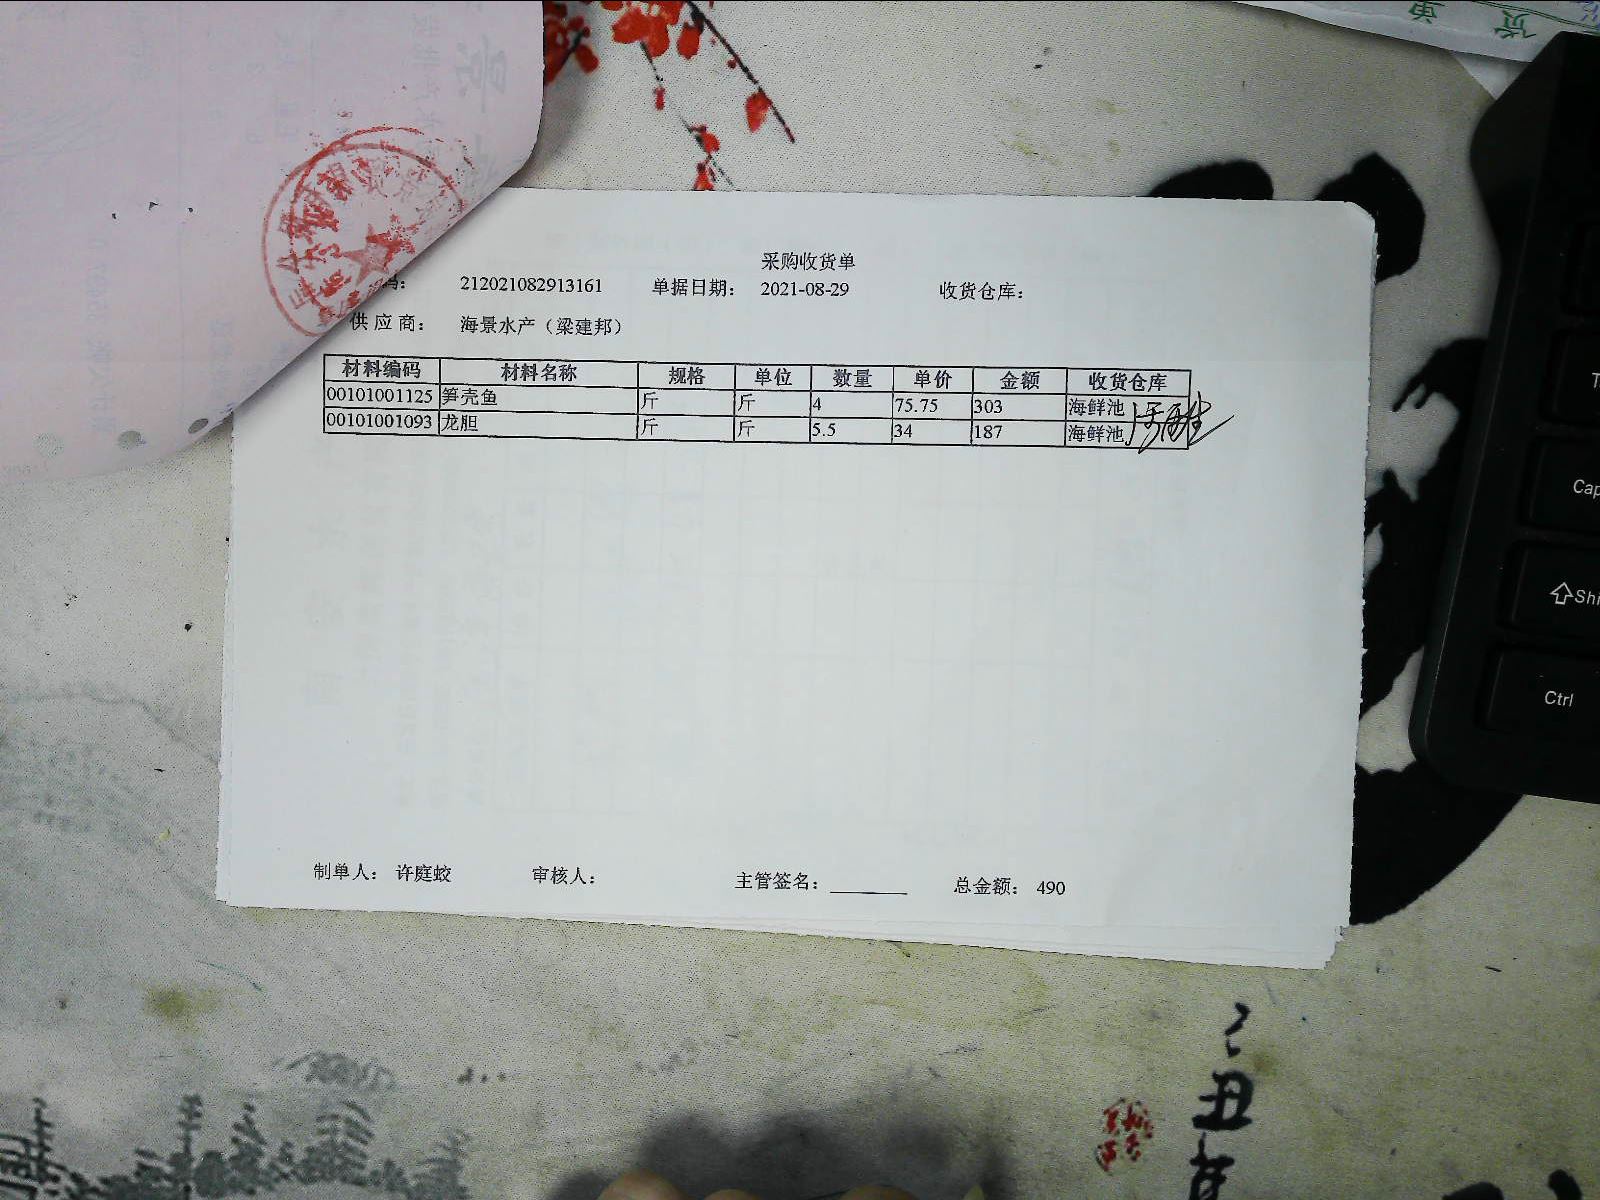 采购收货单
码： 212021082913161 单据日期： 2021-08-29 收货仓库：
供应商： 海景水产（梁建邦）
材料编码 材料名称 规格 单位 数量 单价 金额 收货仓库
00101001125 笋壳鱼 斤 斤 4 75.75 303 海鲜池
00101001093 龙胆 斤 斤 5.5 34 187 海鲜池
制单人： 许庭蛟 审核人： 主管签名： 总金额： 490
Cap
Shi
Ctrl
丑